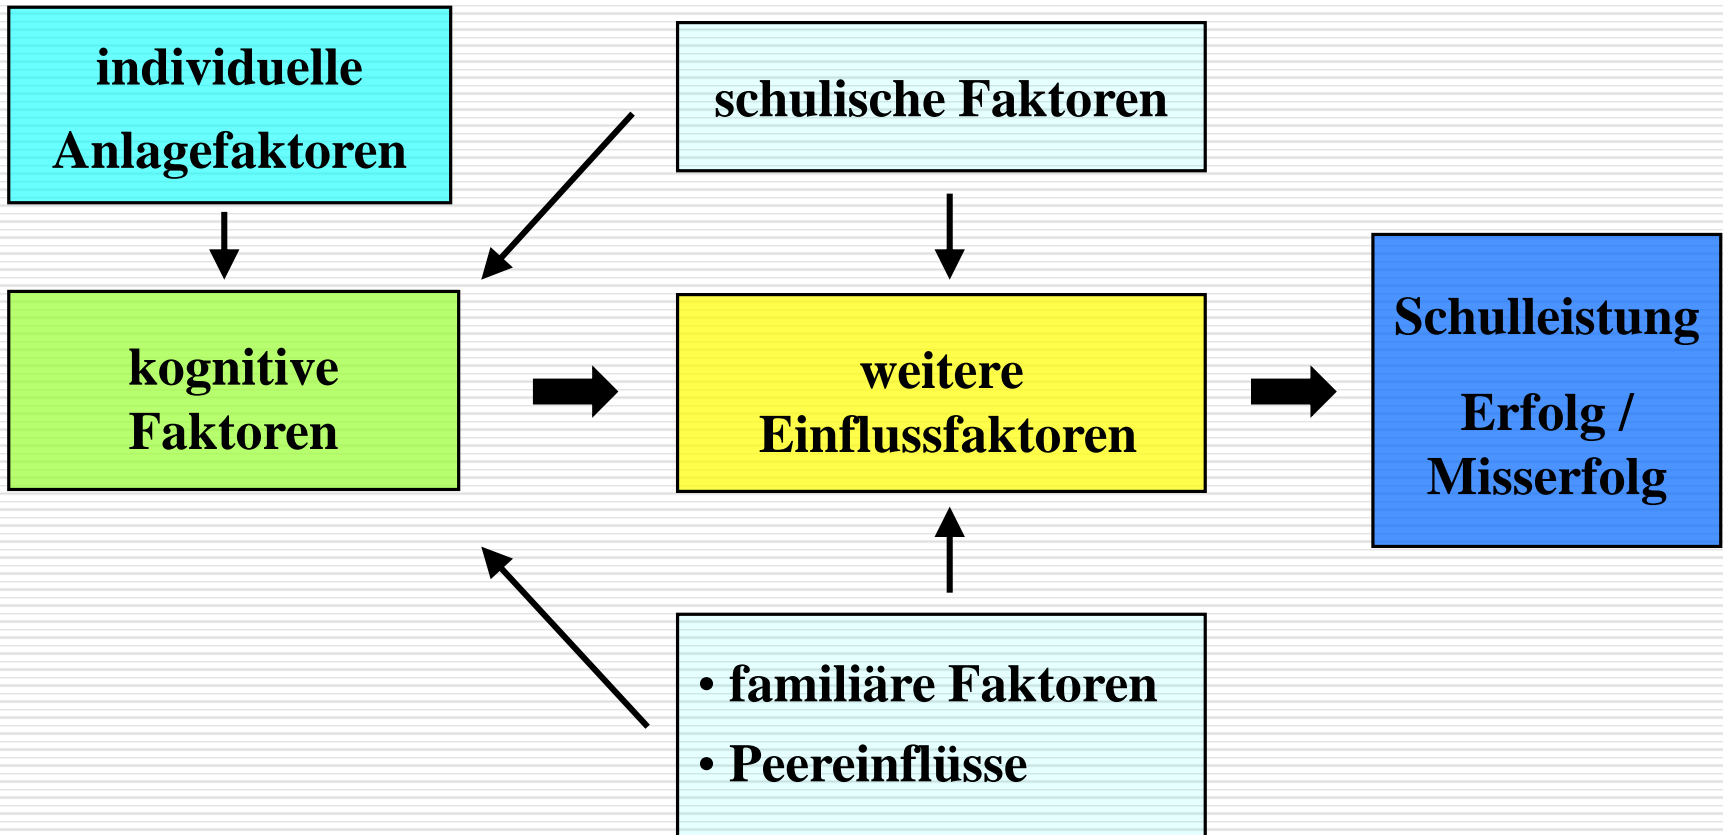 individuelle
Anlagefaktoren
schulische Faktoren
kognitive
Faktoren
weitere
Einflussfaktoren
Schulleistung
Erfolg /
Misserfolg
• familiäre Faktoren
• Peereinflüsse